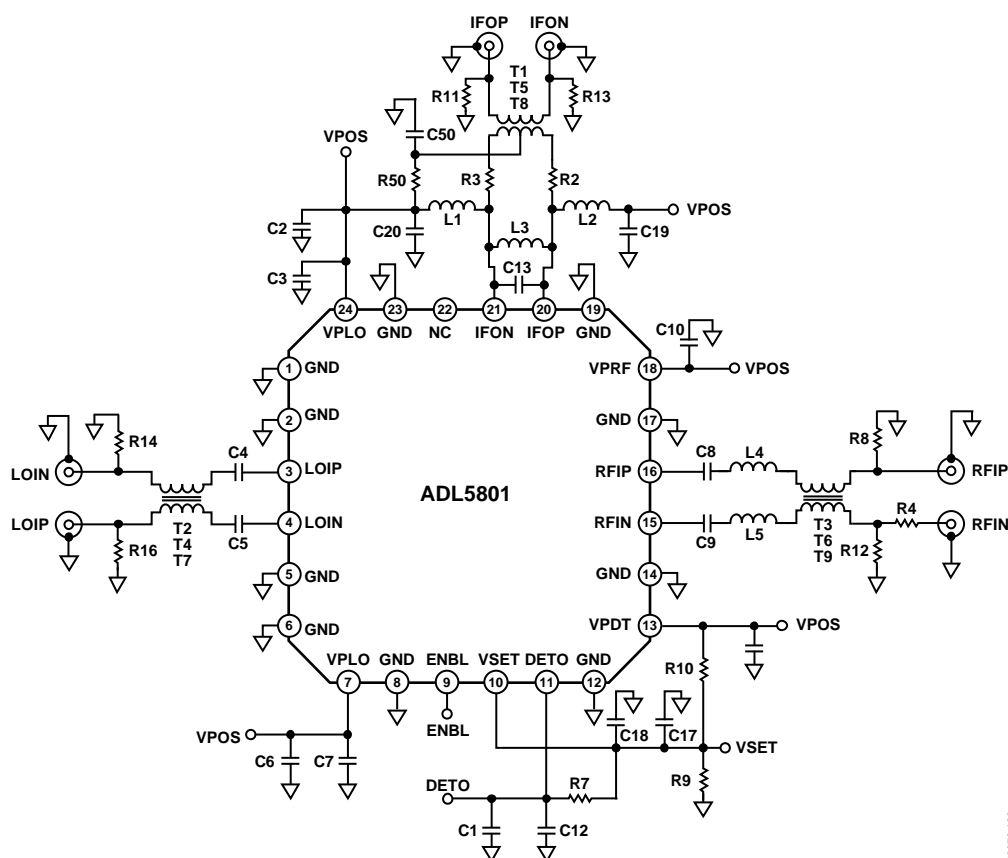 IFOP IFON
R11
T1
T5
T8
R13
C50
VPOS
R50 R3 R2
L1 L2 VPOS
C2 C20 L3 C19
C3 C13
24 23 22 21 20 19
VPLO GND NC IFON IFOP GND
C10
VPRF 18 VPOS
1 GND
GND 17
2 GND
R14 C4 C8 L4 R8
LOIN 3 LOIP RFIP 16 RFIP
ADL5801
LOIP 4 LOIN RFIN 15 RFIN
R16 C5 C9 L5 R12 R4
T2
T4
T7
T3
T6
T9
5 GND GND 14
6 GND VPDT 13 VPOS
VPLO GND ENBL VSET DETO GND
7 8 9 10 11 12
R10
ENBL
C18 C17
VPOS VSET
C6 C7 R9
DETO R7
C1 C12